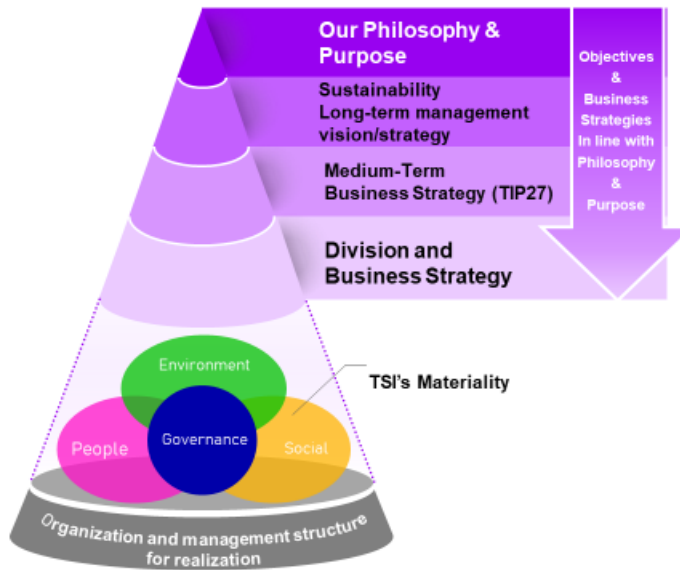 Our Philosophy &
Purpose
Sustainability
Long-term management
vision/strategy
Medium-Term
Business Strategy (TIP27)
Division and
Business Strategy
Objectives
&
Business
Strategies
In line with
Philosophy
&
Purpose
Environment
TSI's Materiality
People
Governance
Social
Organization and management structure
for realization